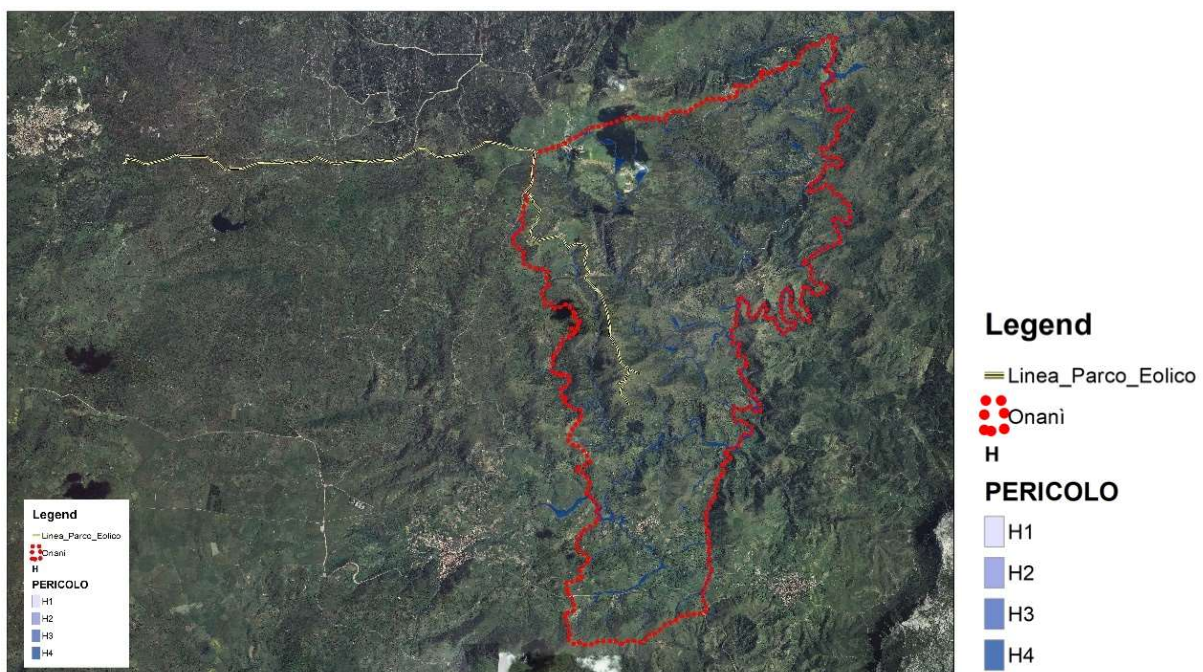 Legend
Linea_Parco_Eolico
Onanì
H
PERICOLO
H1
H2
H3
H4
Legend
Linea_Parco_Eolico
Onanì
H
PERICOLO
H1
H2
H3
H4